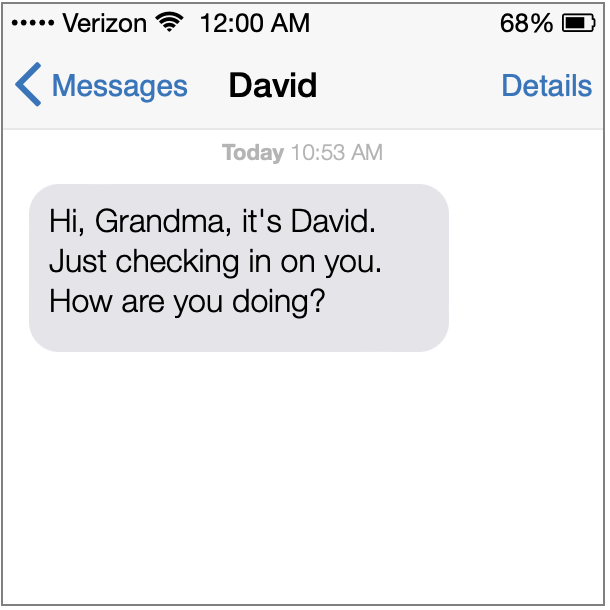 Verizon 12:00 AM 68%
Messages David Details
Today 10:53 AM
Hi, Grandma, it's David.
Just checking in on you.
How are you doing?